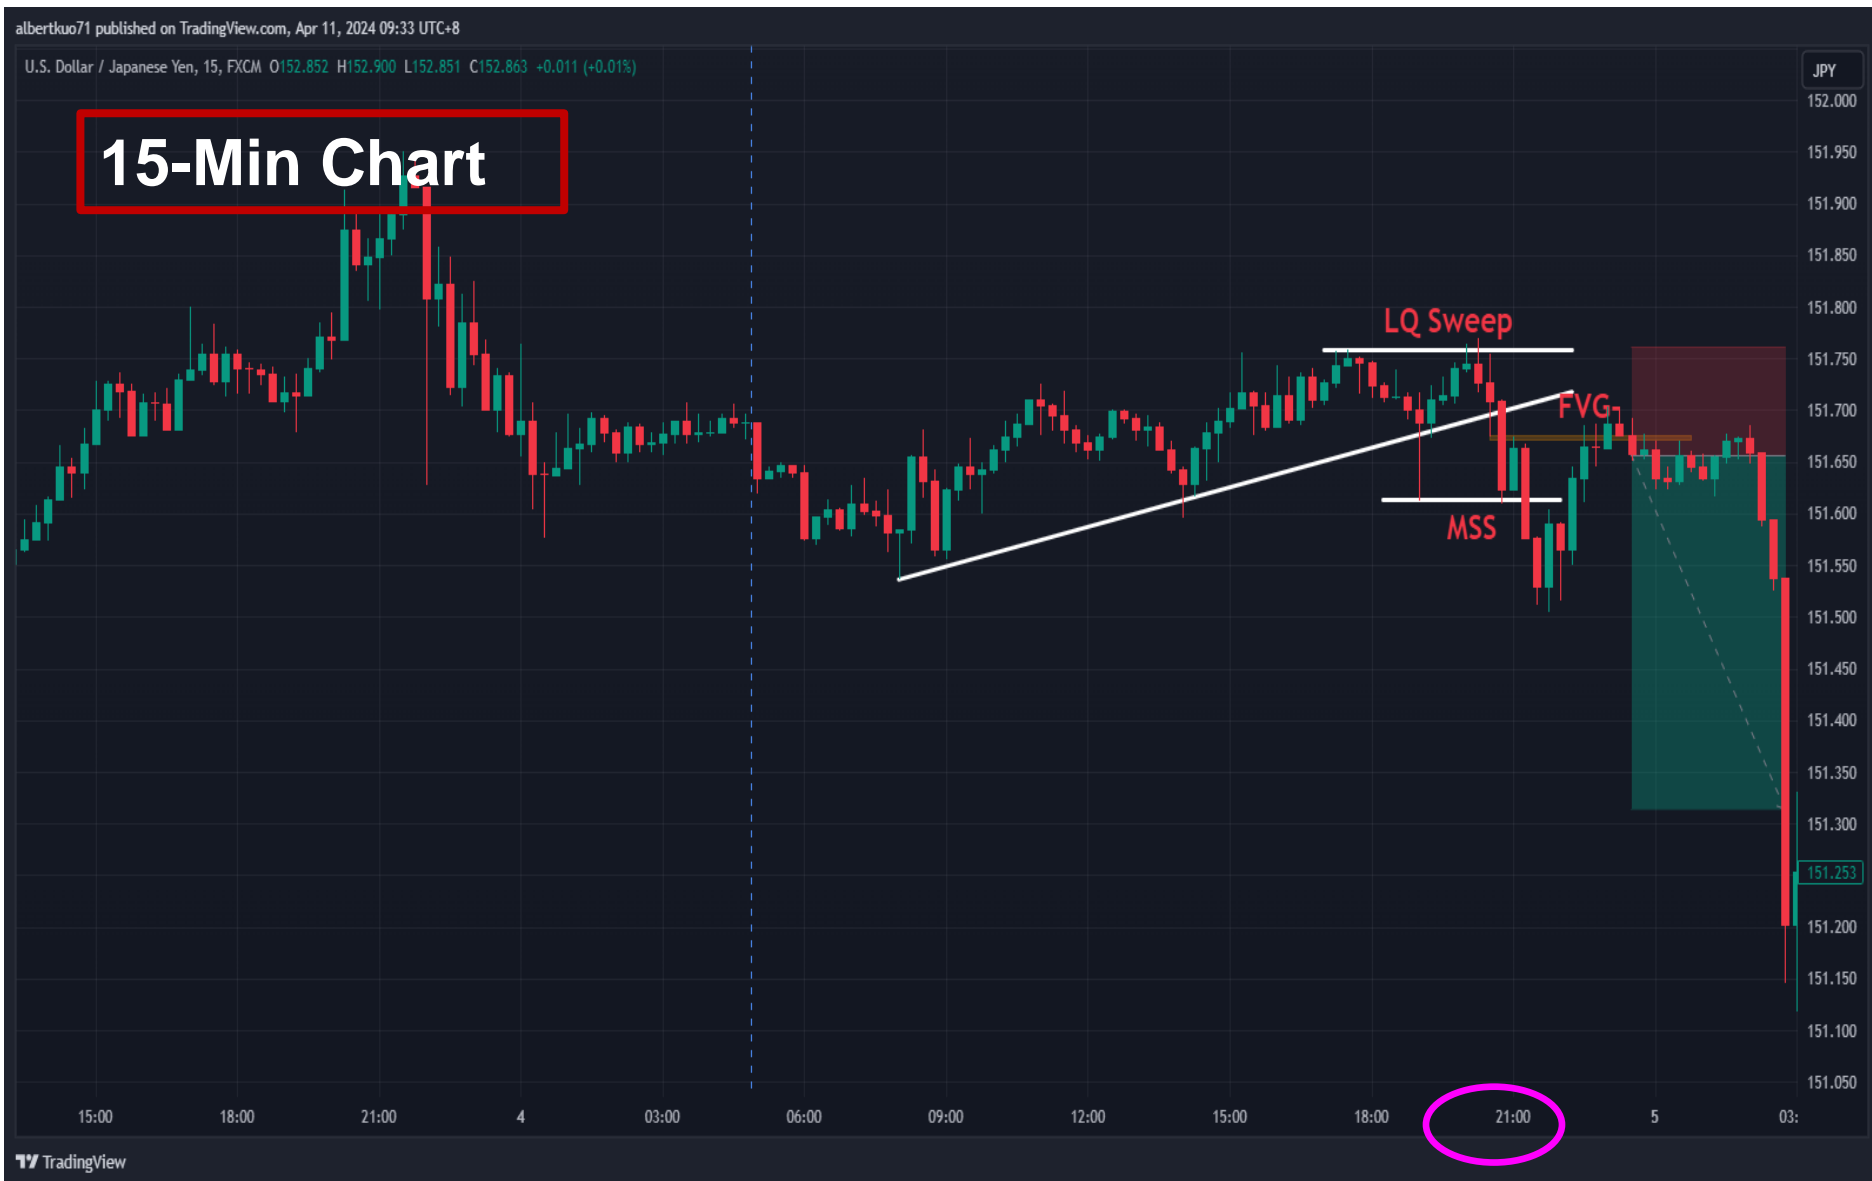 albertkuo71 published on TradingView.com, Apr 11, 2024 09:33 UTC+8
U.S. Dollar / Japanese Yen, 15, FXCM O152.852 H152.900 L152.851 C152.863 +0.011 (+0.01%)
JPY
15-Min Chart
152.000
151.950
151.900
151.850
151.800
LQ Sweep
151.750
FVG-
151.700
151.650
151.600
MSS
151.550
151.500
151.450
151.400
151.350
151.300
151.253
151.200
151.150
151.100
151.050
15:00 18:00 21:00 4 03:00 06:00 09:00 12:00 15:00 18:00 21:00 5 03:
TradingView